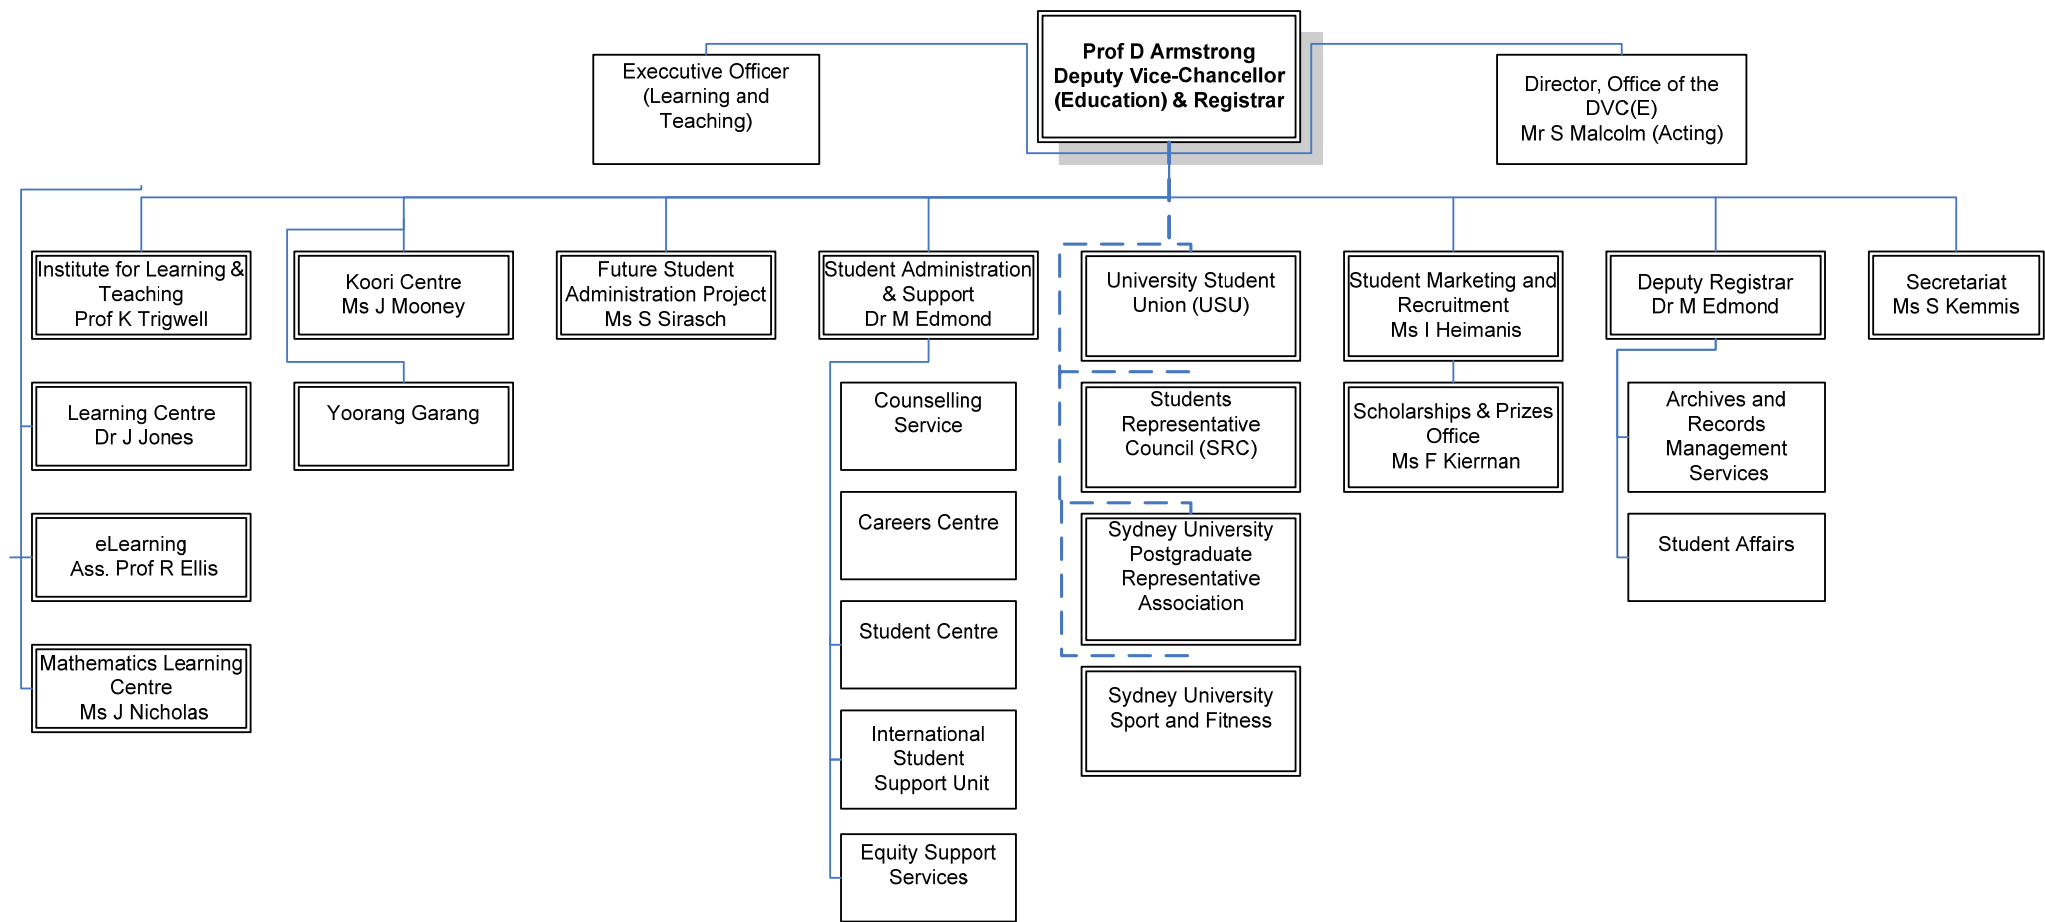 Prof D Armstrong
Deputy Vice-Chancellor
(Education) & Registrar
Execcutive Officer
(Learning and
Teaching)
Director, Office of the
DVC(E)
Mr S Malcolm (Acting)
Institute for Learning &
Teaching
Prof K Trigwell
Koori Centre
Ms J Mooney
Future Student
Administration Project
Ms S Sirasch
Student Administration
& Support
Dr M Edmond
University Student
Union (USU)
Student Marketing and
Recruitment
Ms I Heimanis
Deputy Registrar
Dr M Edmond
Secretariat
Ms S Kemmis
Learning Centre
Dr J Jones
Yoorang Garang
Counselling
Service
Students
Representative
Council (SRC)
Scholarships & Prizes
Office
Ms F Kierrnan
Archives and
Records
Management
Services
eLearning
Ass. Prof R Ellis
Careers Centre
Sydney University
Postgraduate
Representative
Association
Student Affairs
Student Centre
Mathematics Learning
Centre
Ms J Nicholas
Sydney University
Sport and Fitness
International
Student
Support Unit
Equity Support
Services